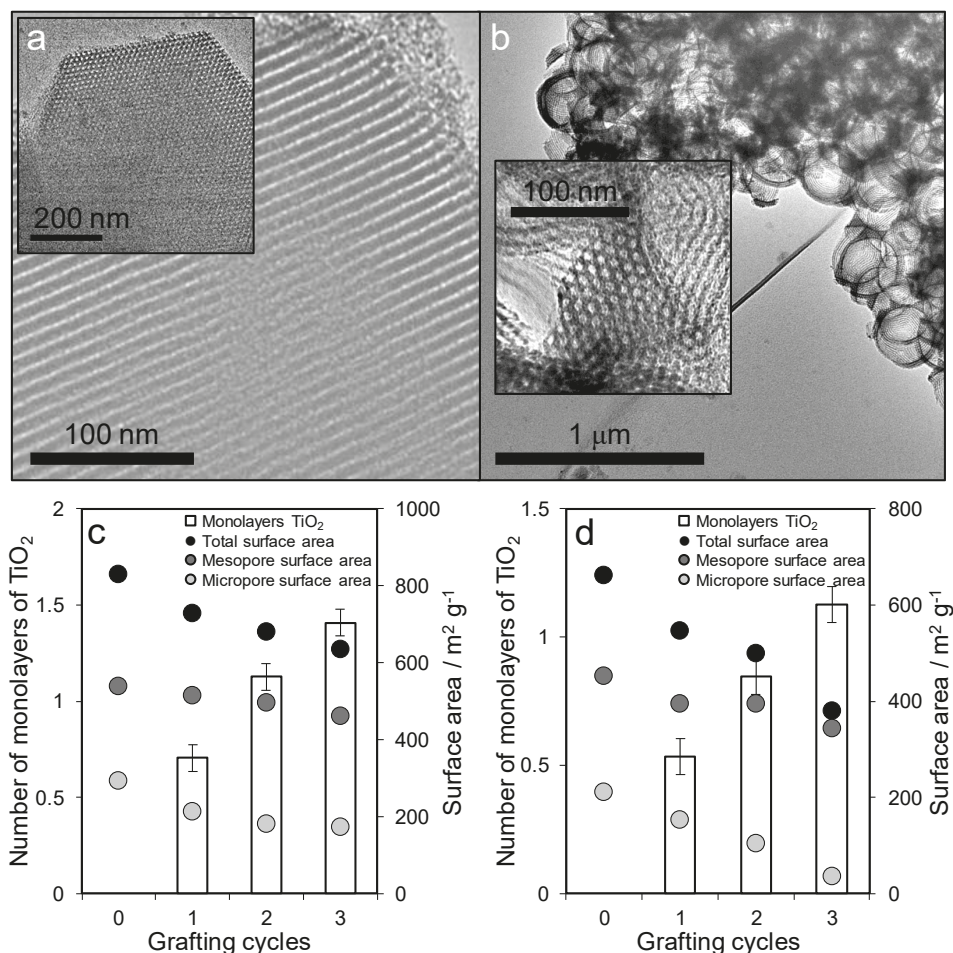 a
200 nm
100 nm
b
100 nm
1 μm
c
Number of monolayers of TiO₂
2
1.5
1
0.5
0
Monolayers TiO₂
Total surface area
Mesopore surface area
Micropore surface area
1000
800
600
400
200
0
Surface area / m² g⁻¹
0 1 2 3
Grafting cycles
d
Number of monolayers of TiO₂
1.5
1
0.5
0
Monolayers TiO₂
Total surface area
Mesopore surface area
Micropore surface area
800
600
400
200
0
Surface area / m² g⁻¹
0 1 2 3
Grafting cycles